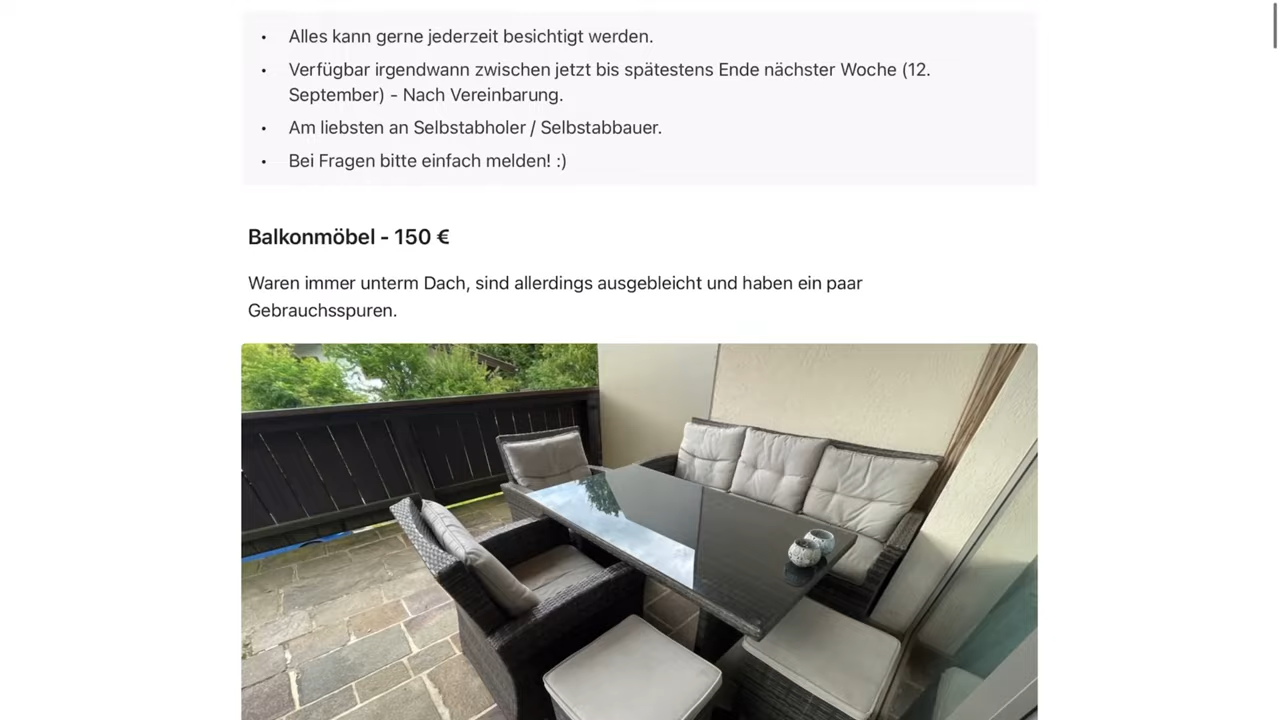 • Alles kann gerne jederzeit besichtigt werden.
• Verfügbar irgendwann zwischen jetzt bis spätestens Ende nächster Woche (12.
September) - Nach Vereinbarung.
• Am liebsten an Selbstabholer / Selbstabbauer.
• Bei Fragen bitte einfach melden! :)
Balkonmöbel - 150 €
Waren immer unterm Dach, sind allerdings ausgebleicht und haben ein paar
Gebrauchsspuren.